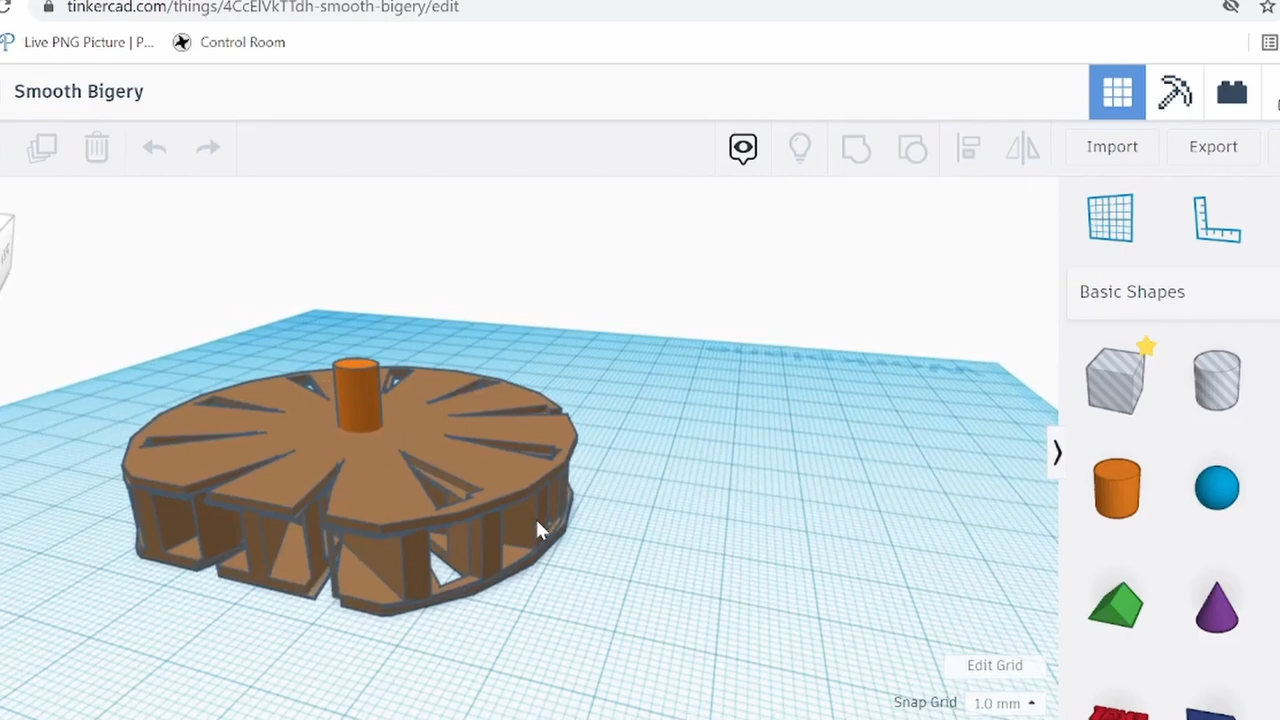 tinkercad.com/things/4CcElVkTTdh-smooth-bigery/edit
Live PNG Picture | P...
Control Room
Smooth Bigery
Import
Export
Basic Shapes
Edit Grid
Snap Grid
1.0 mm